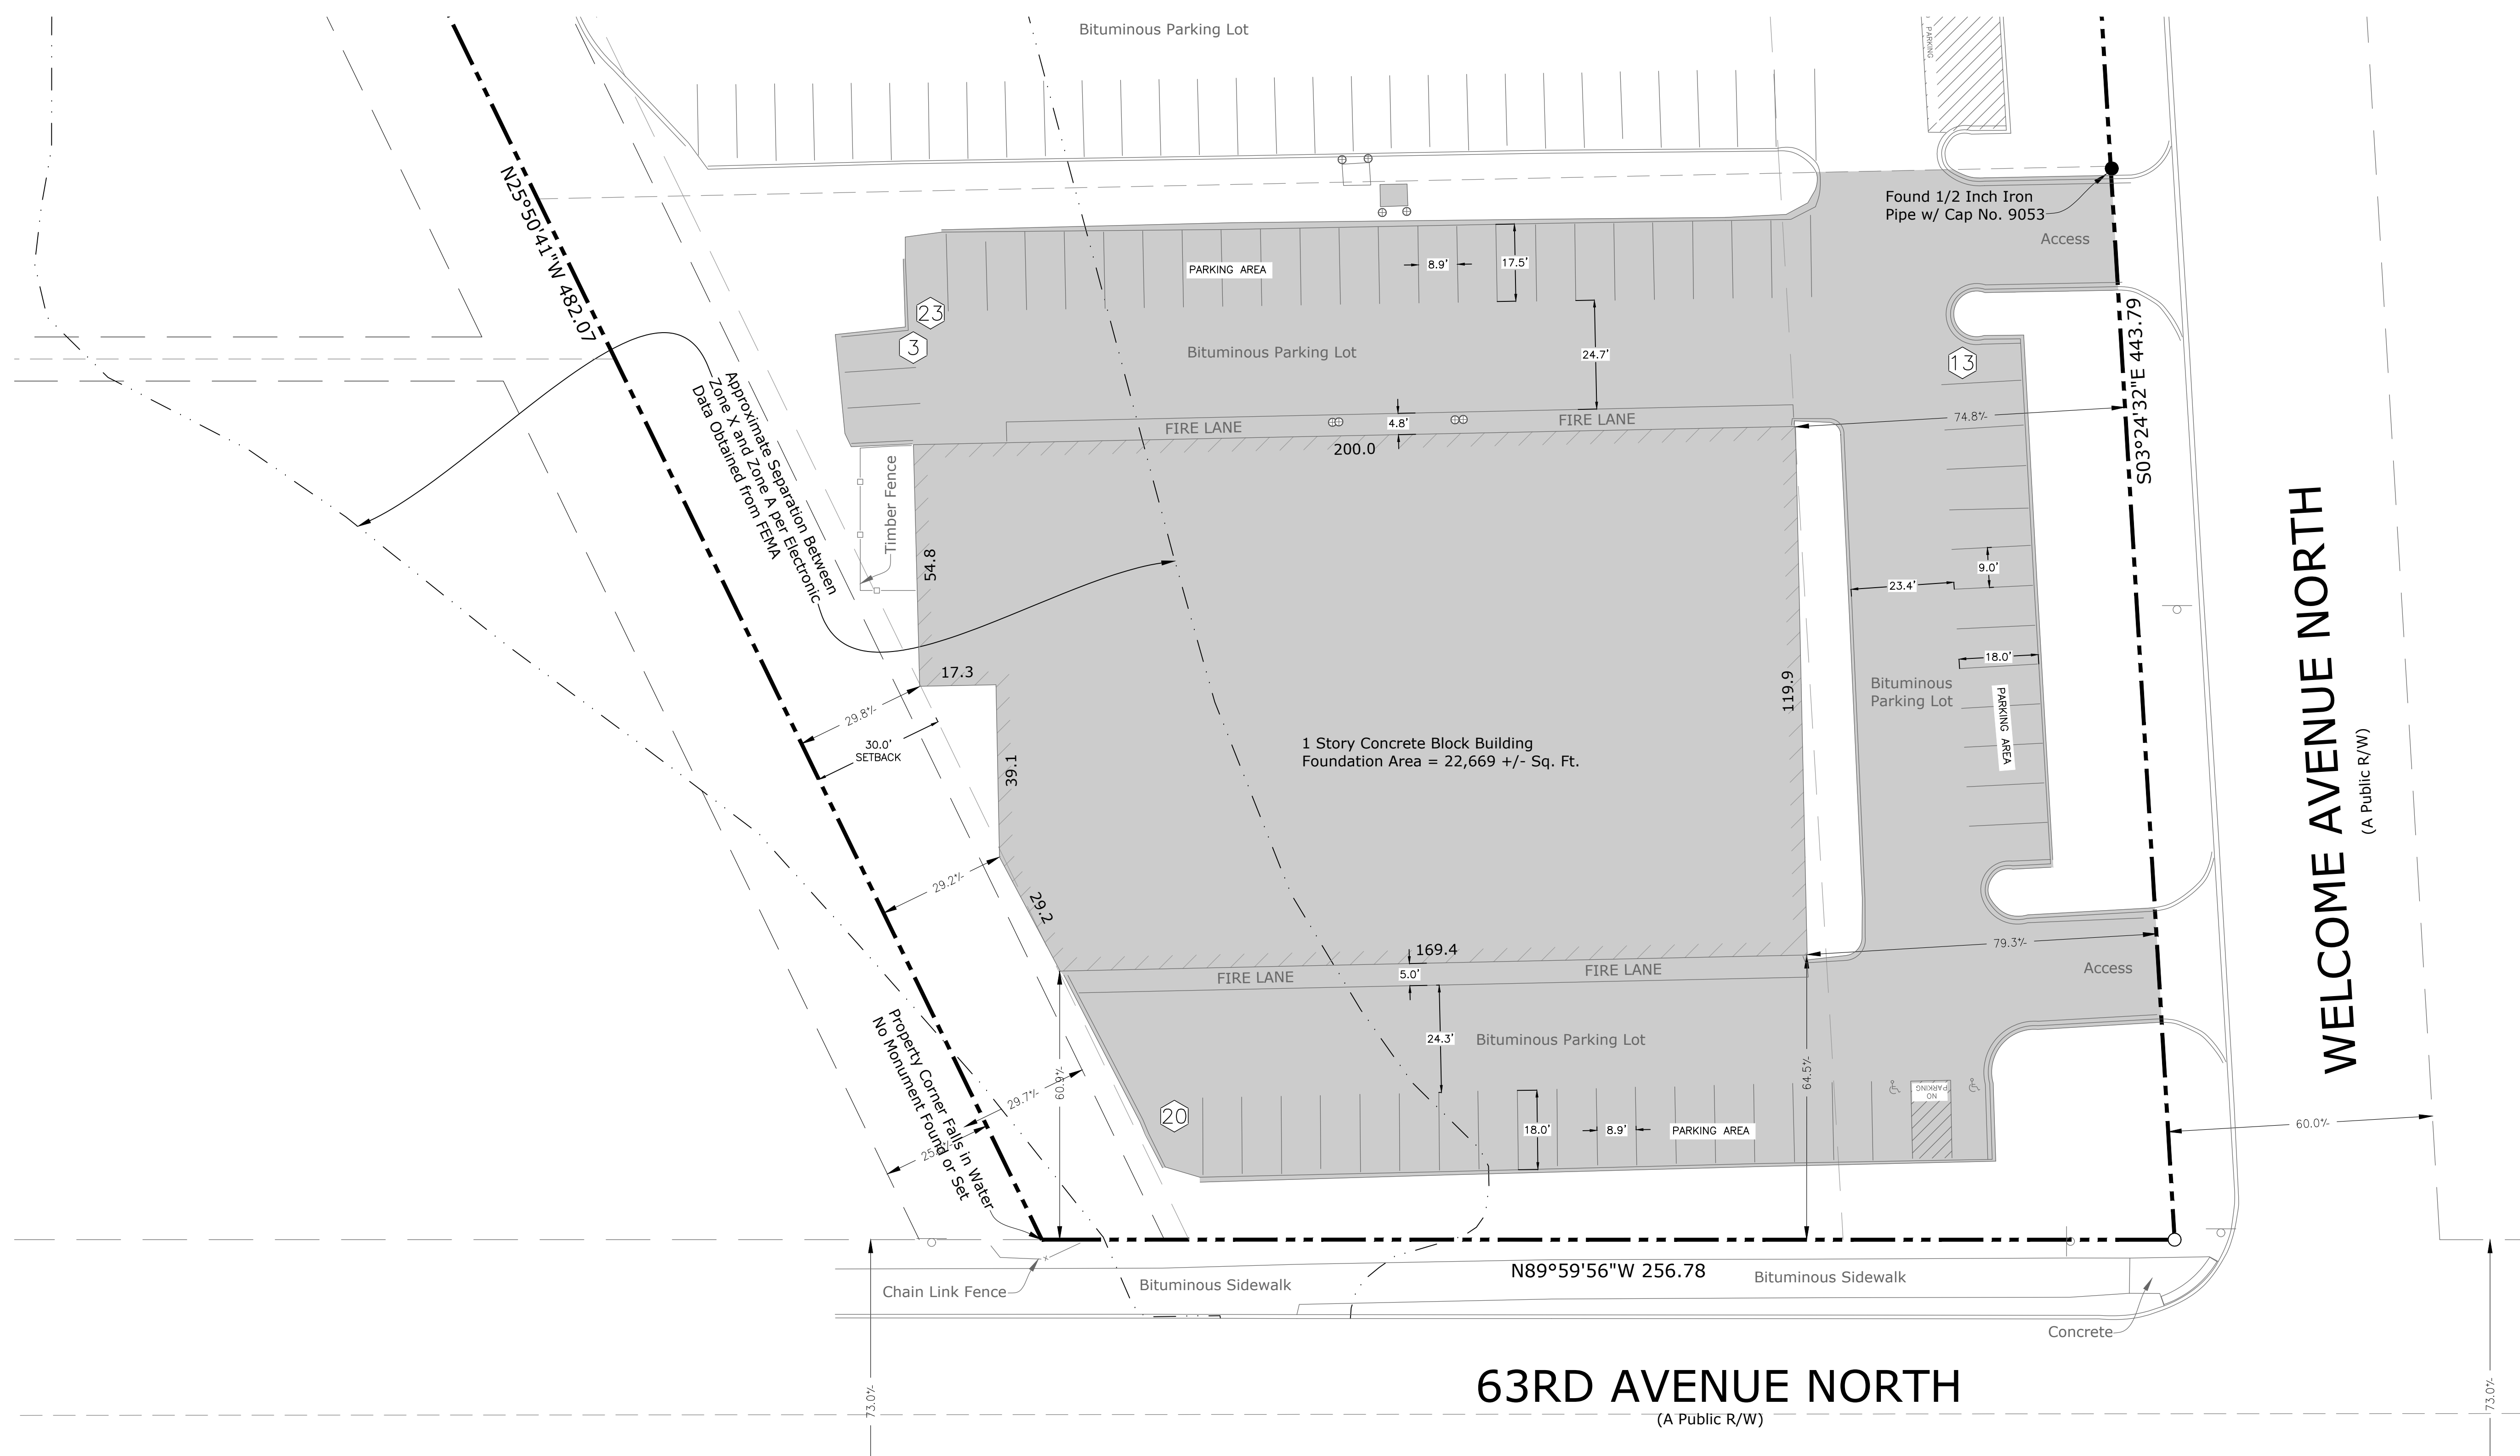 Bituminous Parking Lot
PARKING
N25°50'41"W 482.07
Found 1/2 Inch Iron
Pipe w/ Cap No. 9053
Access
PARKING AREA
8.9'
17.5'
23
3
Bituminous Parking Lot
24.7'
13
S03°24'32"E 443.79
Approximate Separation Between
Zone X and Zone A per Electronic
Data Obtained from FEMA
FIRE LANE
4.8'
FIRE LANE
74.8'+/-
200.0
Timber Fence
54.8
9.0'
23.4'
18.0'
17.3
29.8'+/-
30.0'
SETBACK
119.9
Bituminous
Parking Lot
PARKING AREA
WELCOME AVENUE NORTH
(A Public R/W)
1 Story Concrete Block Building
Foundation Area = 22,669 +/- Sq. Ft.
39.1
29.2'+/-
29.2
169.4
79.3'+/-
FIRE LANE
5.0'
FIRE LANE
Access
Property Corner Falls in Water
No Monument Found or Set
24.3'
Bituminous Parking Lot
60.9'+/-
64.5'+/-
29.7'+/-
NO
PARKING
20
18.0'
8.9'
PARKING AREA
60.0'+/-
N89°59'56"W 256.78
Chain Link Fence
Bituminous Sidewalk
Bituminous Sidewalk
Concrete
63RD AVENUE NORTH
(A Public R/W)
73.0'+/-
73.0'+/-